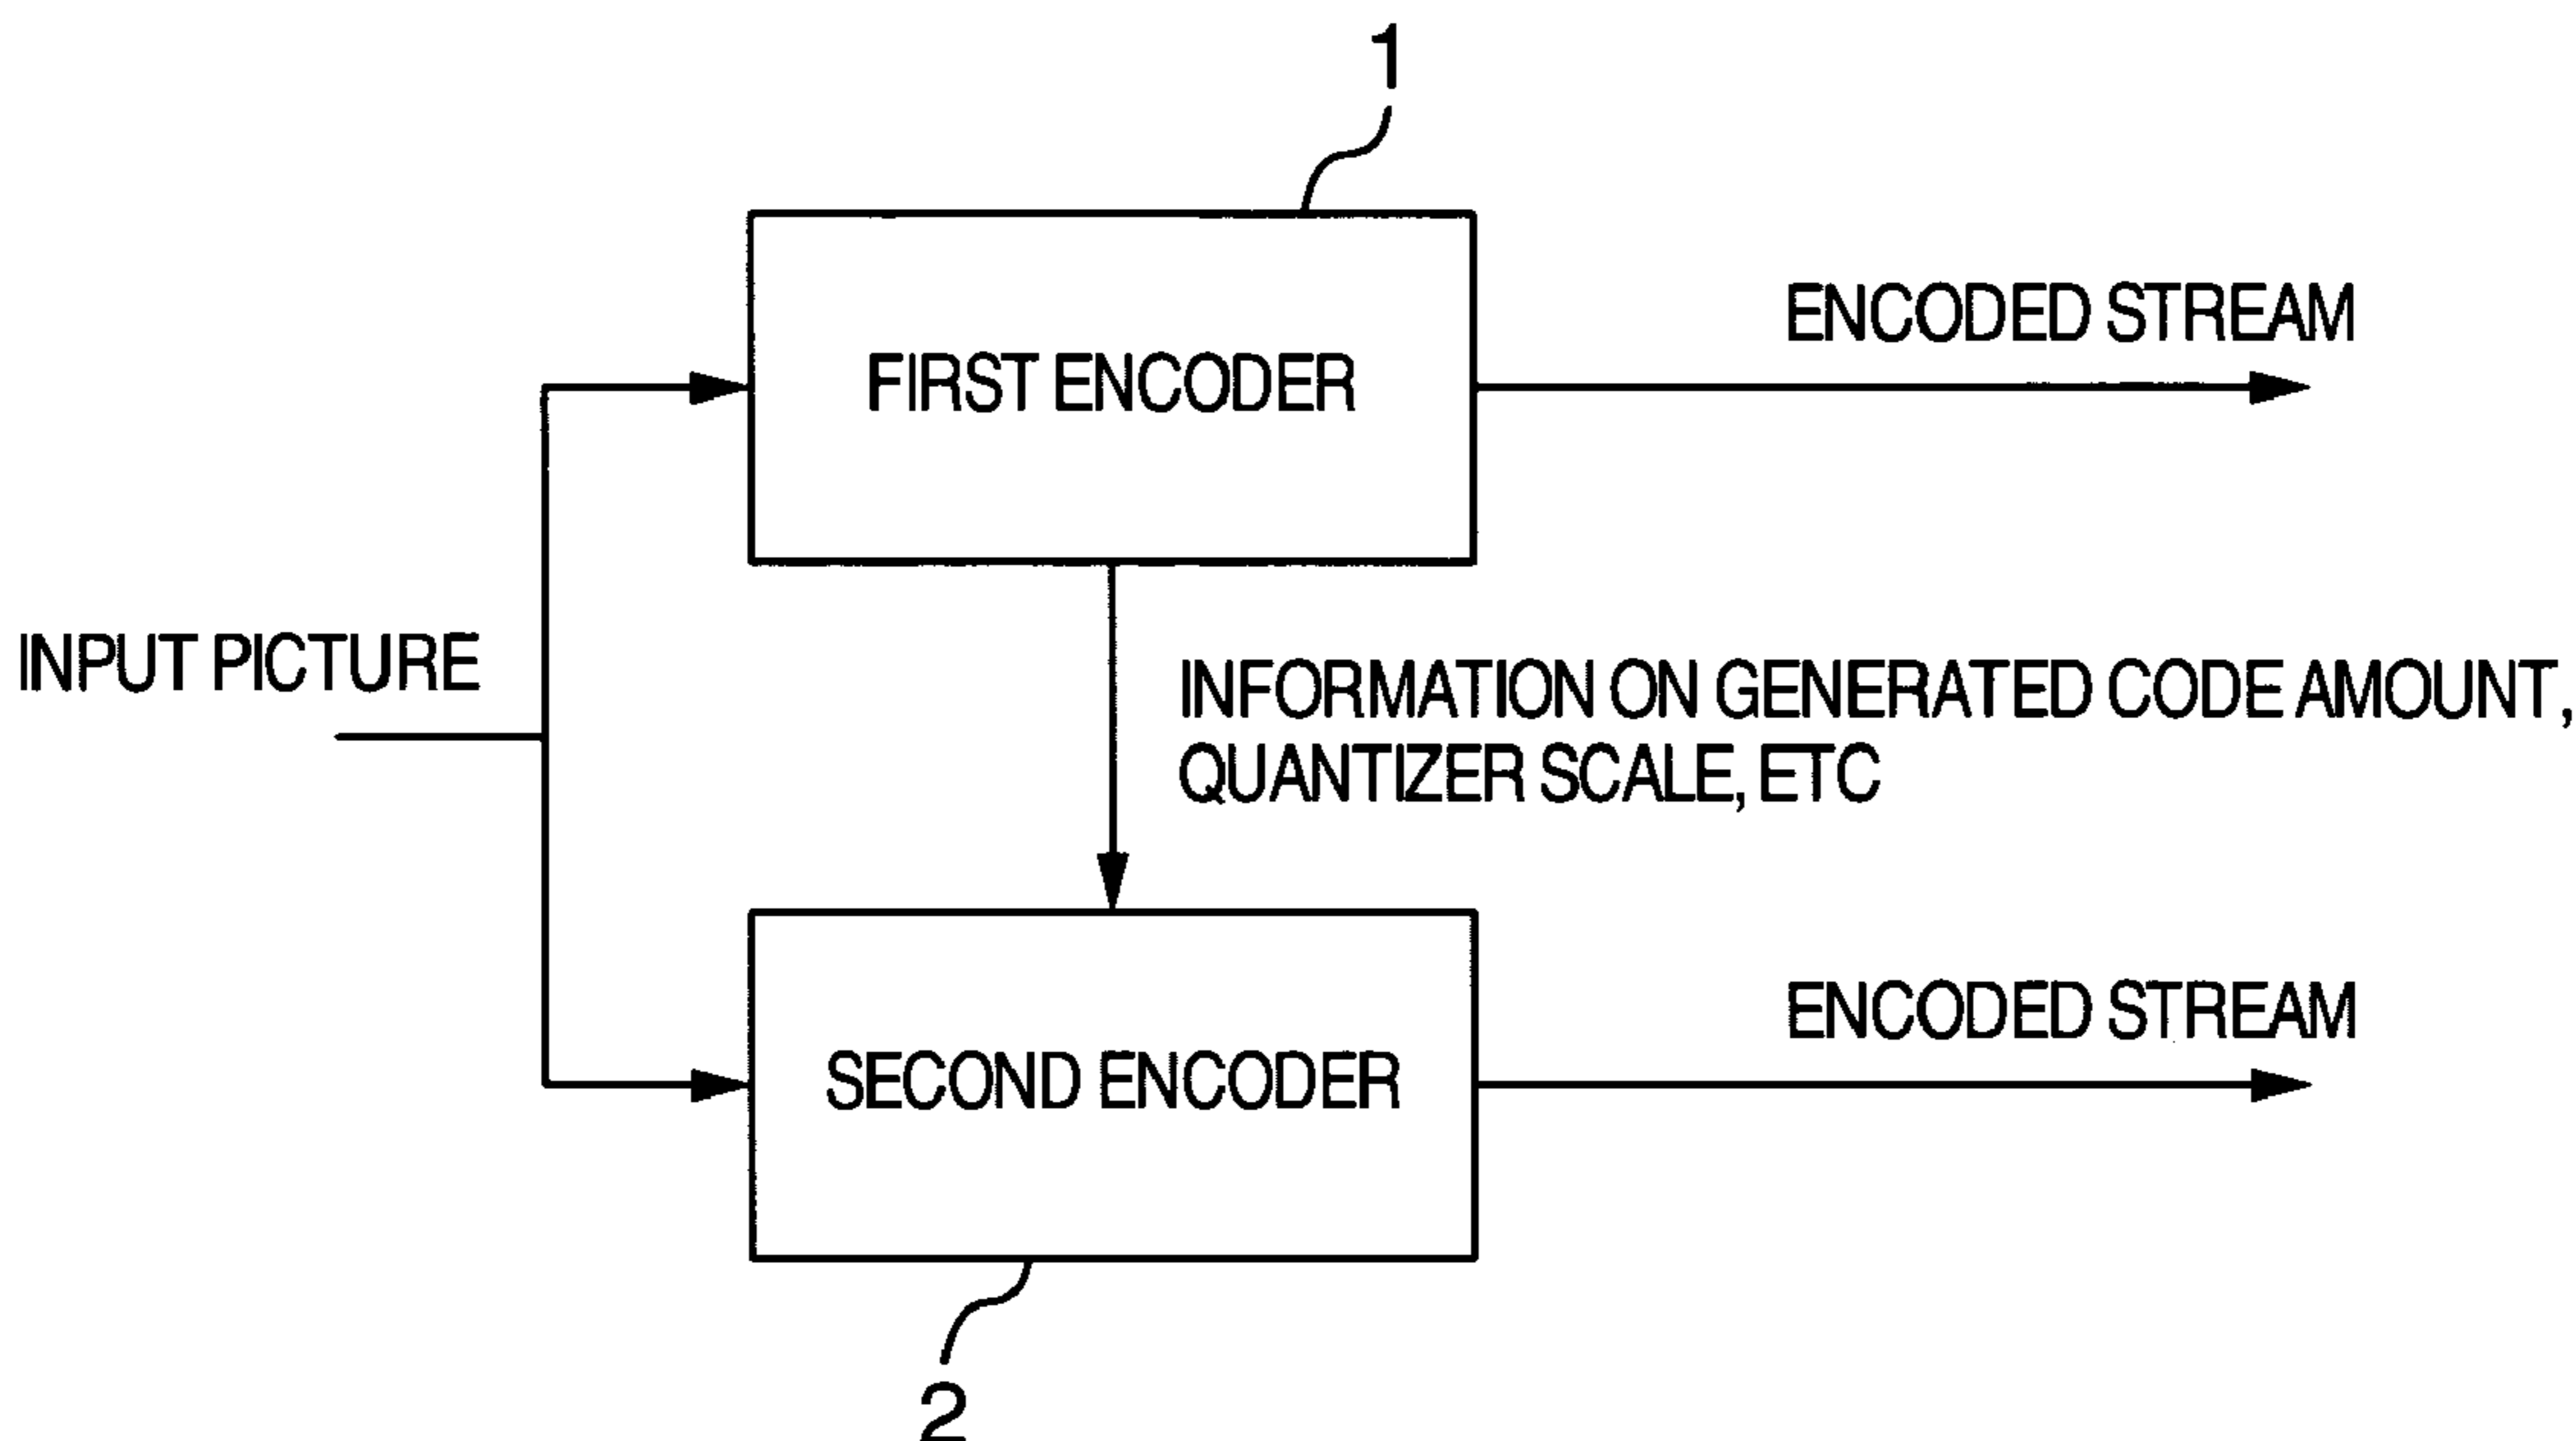 1
ENCODED STREAM
FIRST ENCODER
INPUT PICTURE
INFORMATION ON GENERATED CODE AMOUNT,
QUANTIZER SCALE, ETC
ENCODED STREAM
SECOND ENCODER
2